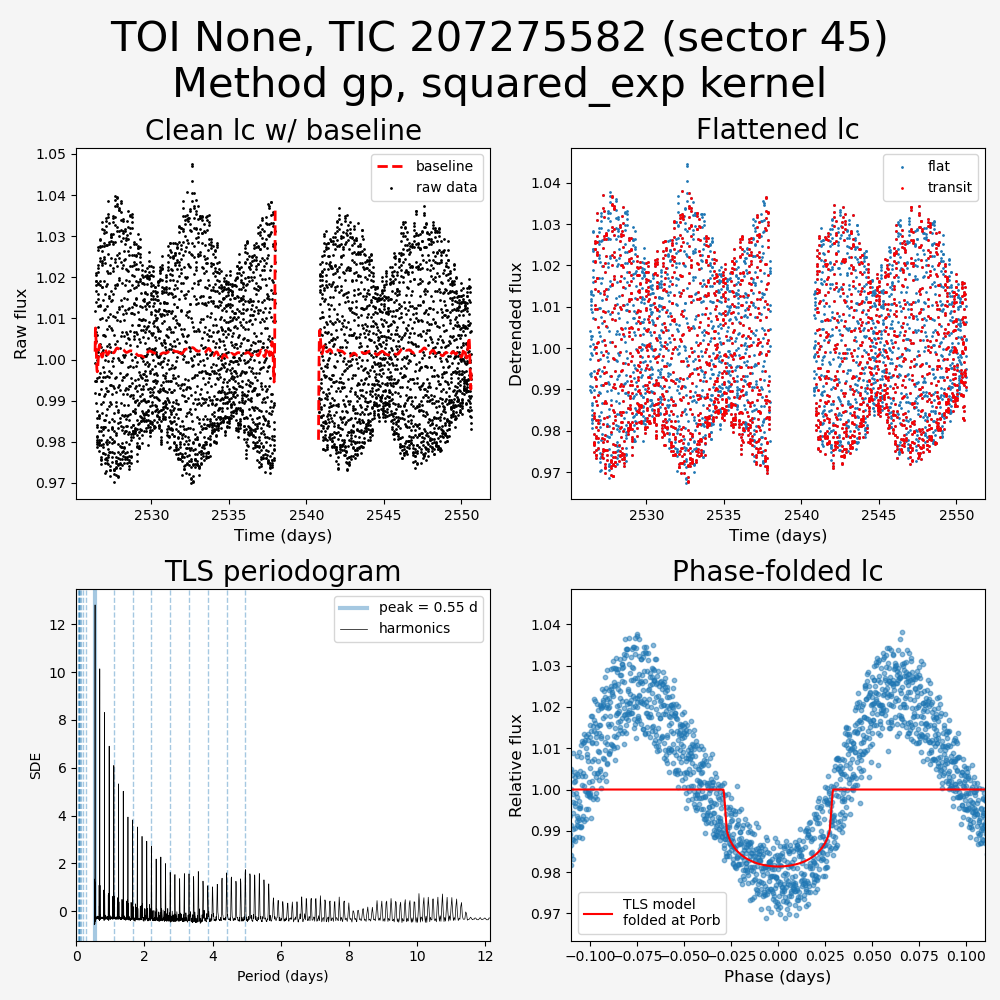 TOI None, TIC 207275582 (sector 45)
Method gp, squared_exp kernel
Clean lc w/ baseline
Raw flux
1.05
1.04
1.03
1.02
1.01
1.00
0.99
0.98
0.97
baseline
raw data
2530
2535
2540
2545
2550
Time (days)
Flattened lc
Detrended flux
1.04
1.03
1.02
1.01
1.00
0.99
0.98
0.97
flat
transit
2530
2535
2540
2545
2550
Time (days)
TLS periodogram
SDE
12
10
8
6
4
2
0
peak = 0.55 d
harmonics
0
2
4
6
8
10
12
Period (days)
Phase-folded lc
Relative flux
1.04
1.03
1.02
1.01
1.00
0.99
0.98
0.97
TLS model
folded at Porb
−0.100
−0.075
−0.050
−0.025
0.000
0.025
0.050
0.075
0.100
Phase (days)